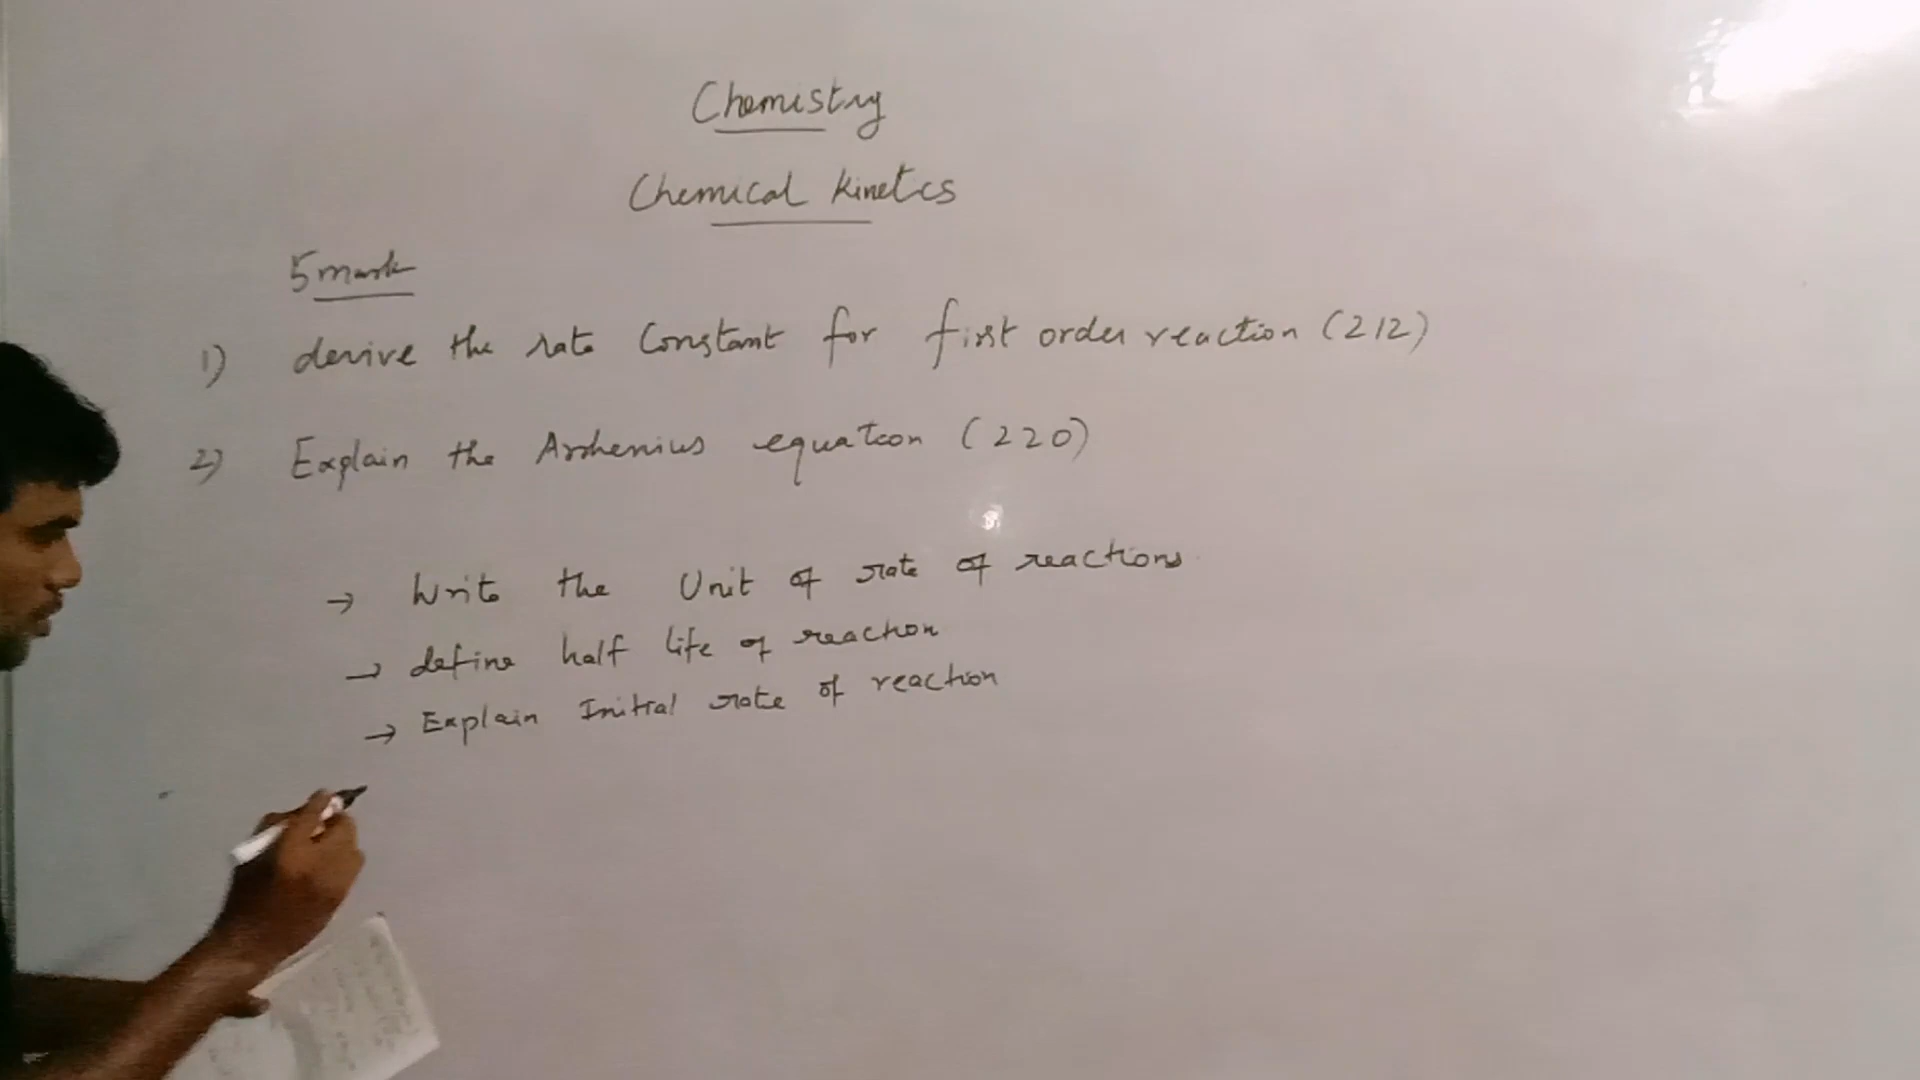 Chemistry
Chemical kinetics
5 mark
1) derive the rate Constant for first order reaction (212)
2) Explain the Arrhenius equation (220)
→ Write the Unit of rate of reactions
→ define half life of reaction
→ Explain Initial rate of reaction